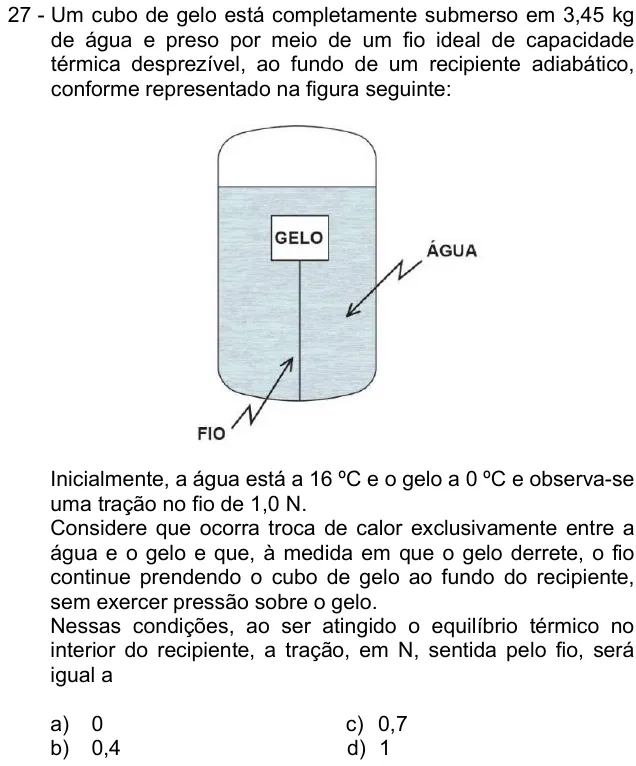 27 - Um cubo de gelo está completamente submerso em 3,45 kg
de água e preso por meio de um fio ideal de capacidade
térmica desprezível, ao fundo de um recipiente adiabático,
conforme representado na figura seguinte:
GELO
ÁGUA
FIO
Inicialmente, a água está a 16 ºC e o gelo a 0 ºC e observa-se
uma tração no fio de 1,0 N.
Considere que ocorra troca de calor exclusivamente entre a
água e o gelo e que, à medida em que o gelo derrete, o fio
continue prendendo o cubo de gelo ao fundo do recipiente,
sem exercer pressão sobre o gelo.
Nessas condições, ao ser atingido o equilíbrio térmico no
interior do recipiente, a tração, em N, sentida pelo fio, será
igual a
a) 0 c) 0,7
b) 0,4 d) 1